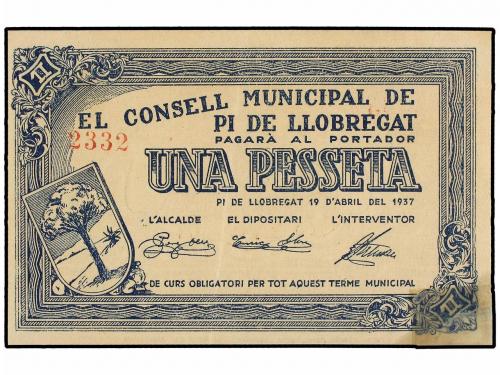 EL CONSELL MUNICIPAL DE
PI DE LLOBREGAT
2332
PAGARÀ AL PORTADOR
UNA PESSETA
PI DE LLOBREGAT 19 D'ABRIL DEL 1937
L'ALCALDE EL DIPOSITARI L'INTERVENTOR
DE CURS OBLIGATORI PER TOT AQUEST TERME MUNICIPAL